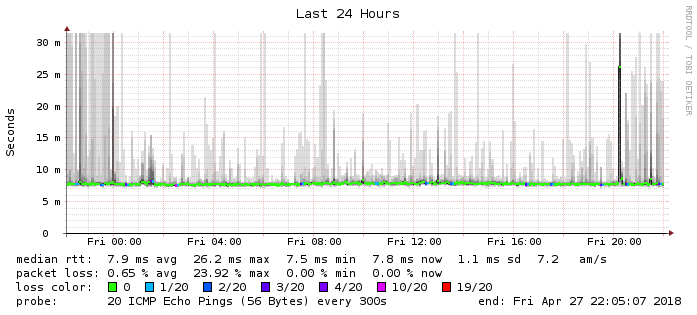 Last 24 Hours
RRDTOOL / TOBI OETIKER
Seconds
30 m
25 m
20 m
15 m
10 m
5 m
0
Fri 00:00 Fri 04:00 Fri 08:00 Fri 12:00 Fri 16:00 Fri 20:00
median rtt: 7.9 ms avg 26.2 ms max 7.5 ms min 7.8 ms now 1.1 ms sd 7.2 am/s
packet loss: 0.65 % avg 23.92 % max 0.00 % min 0.00 % now
loss color: 0 1/20 2/20 3/20 4/20 10/20 19/20
probe: 20 ICMP Echo Pings (56 Bytes) every 300s end: Fri Apr 27 22:05:07 2018